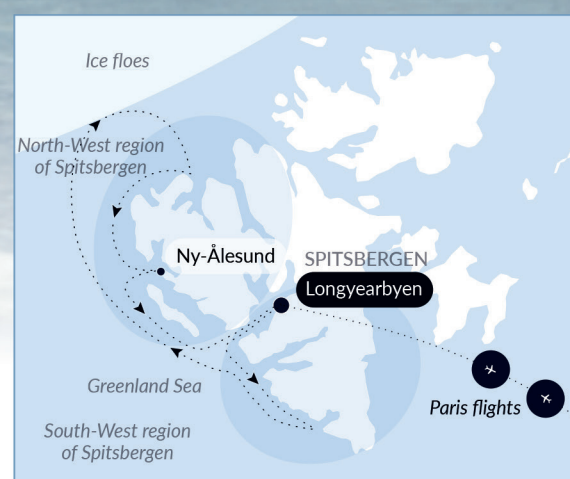 Ice floes
North-West region
of Spitsbergen
Ny-Ålesund
SPITSBERGEN
Longyearbyen
Greenland Sea
Paris flights
South-West region
of Spitsbergen